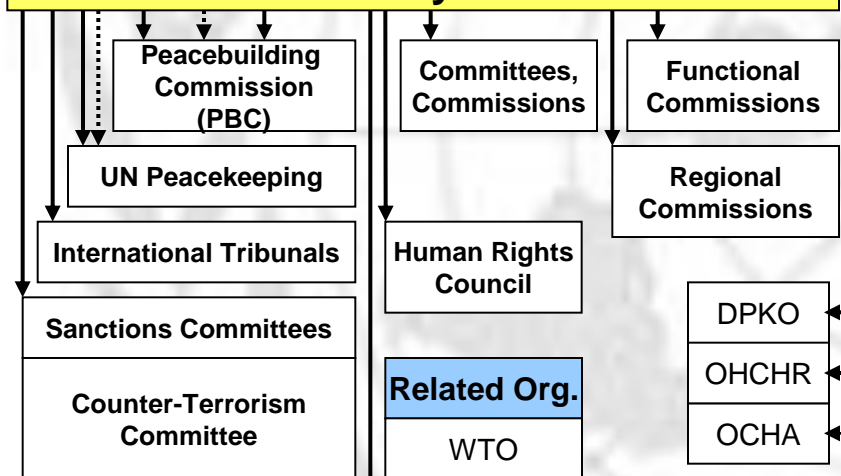 Peacebuilding
Commission
(PBC)
Committees,
Commissions
Functional
Commissions
UN Peacekeeping
Regional
Commissions
International Tribunals
Human Rights
Council
Sanctions Committees
DPKO
Counter-Terrorism
Committee
Related Org.
OHCHR
WTO
OCHA